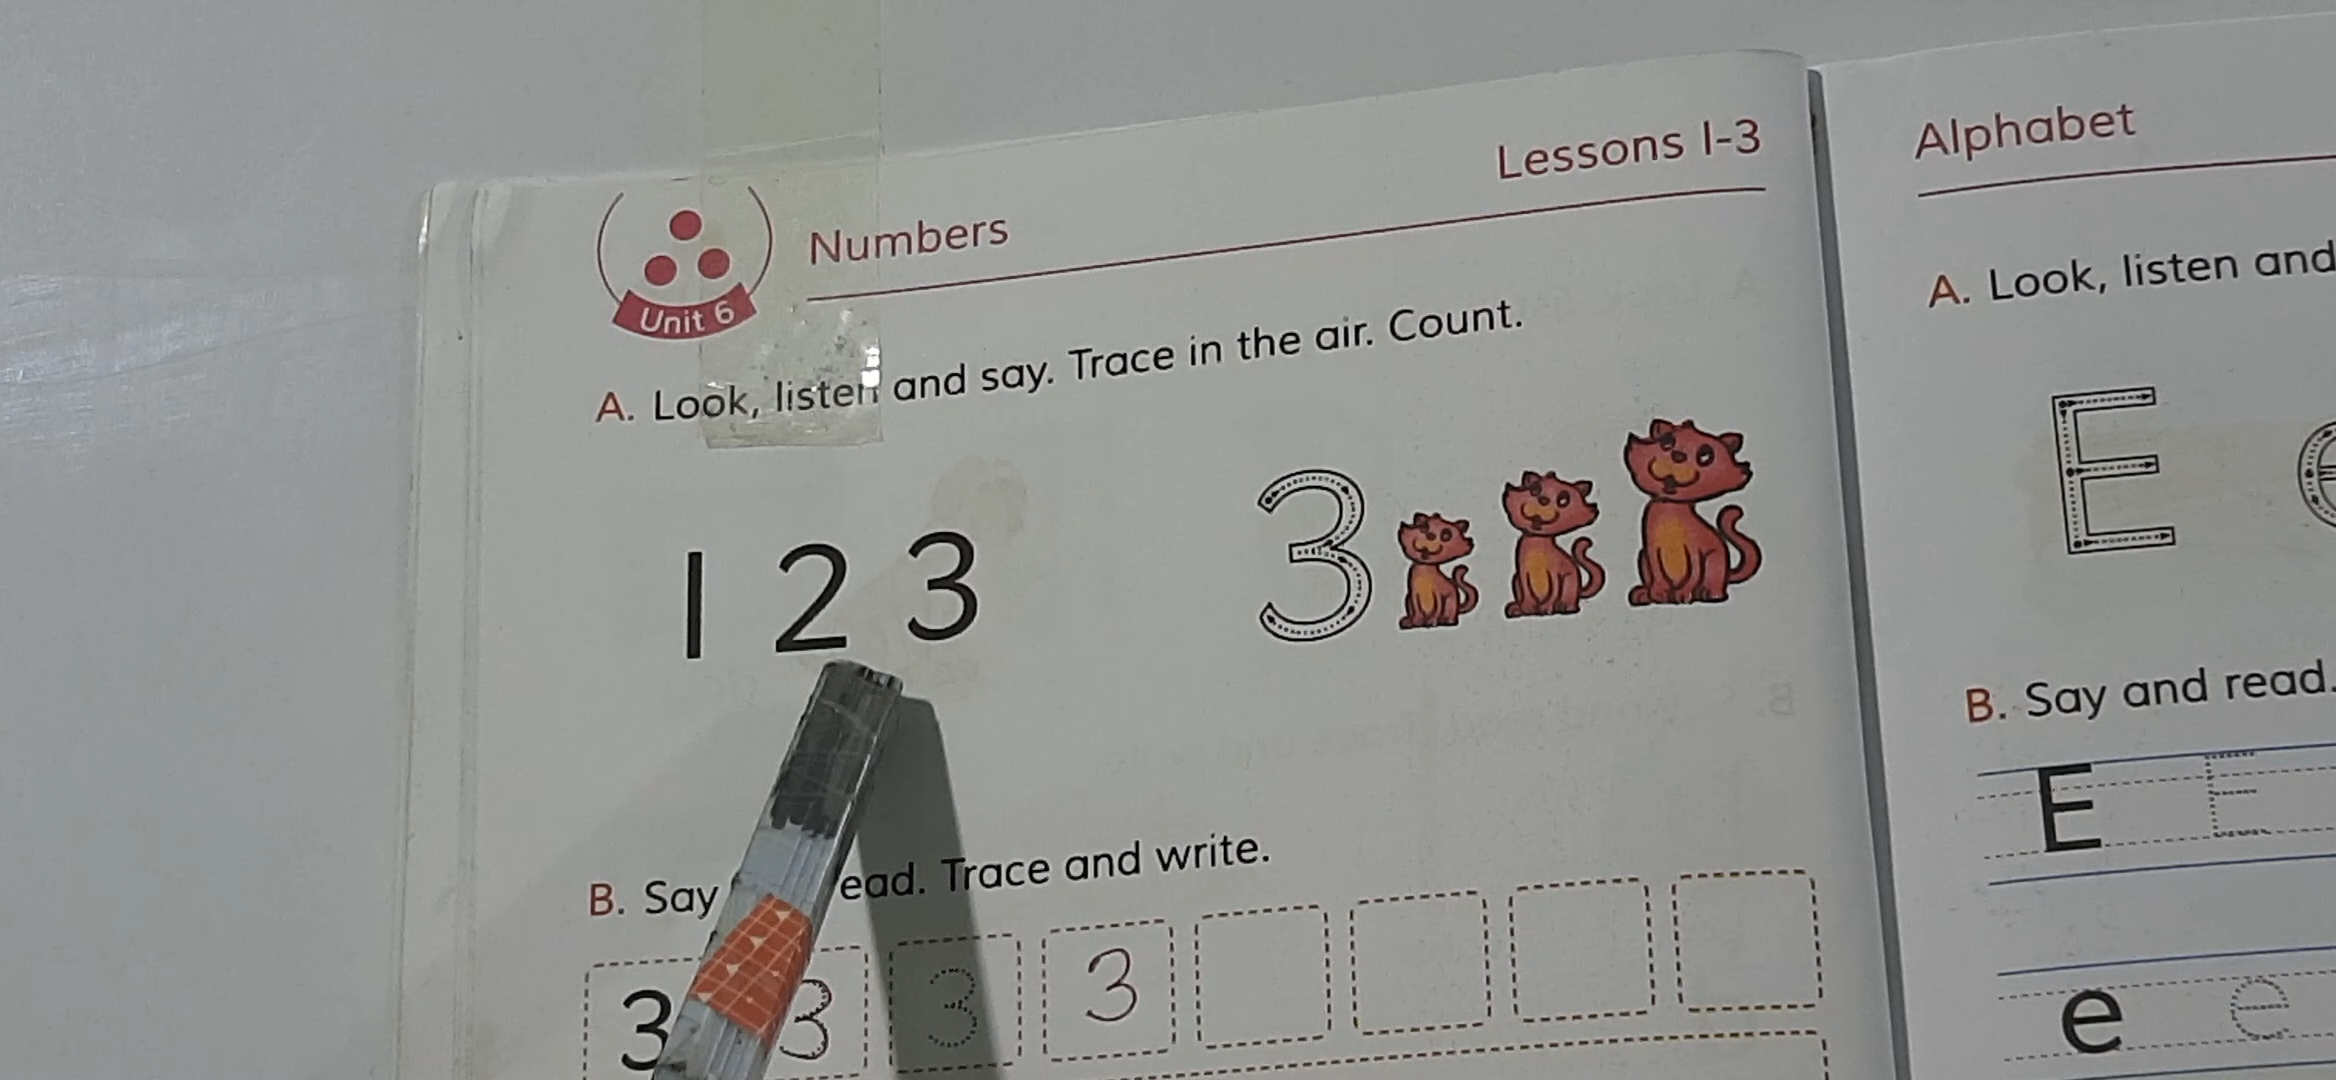 Unit 6
Numbers
Lessons 1-3
A. Look, listen and say. Trace in the air. Count.
1 2 3
3
B. Say ead. Trace and write.
3 3 3 3
Alphabet
A. Look, listen and
E e
B. Say and read.
E E
e e